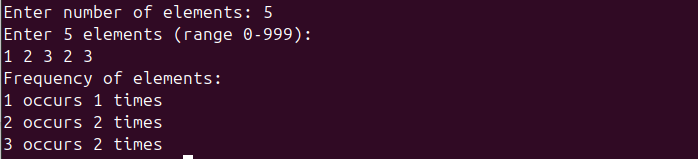 Enter number of elements: 5
Enter 5 elements (range 0-999):
1 2 3 2 3
Frequency of elements:
1 occurs 1 times
2 occurs 2 times
3 occurs 2 times